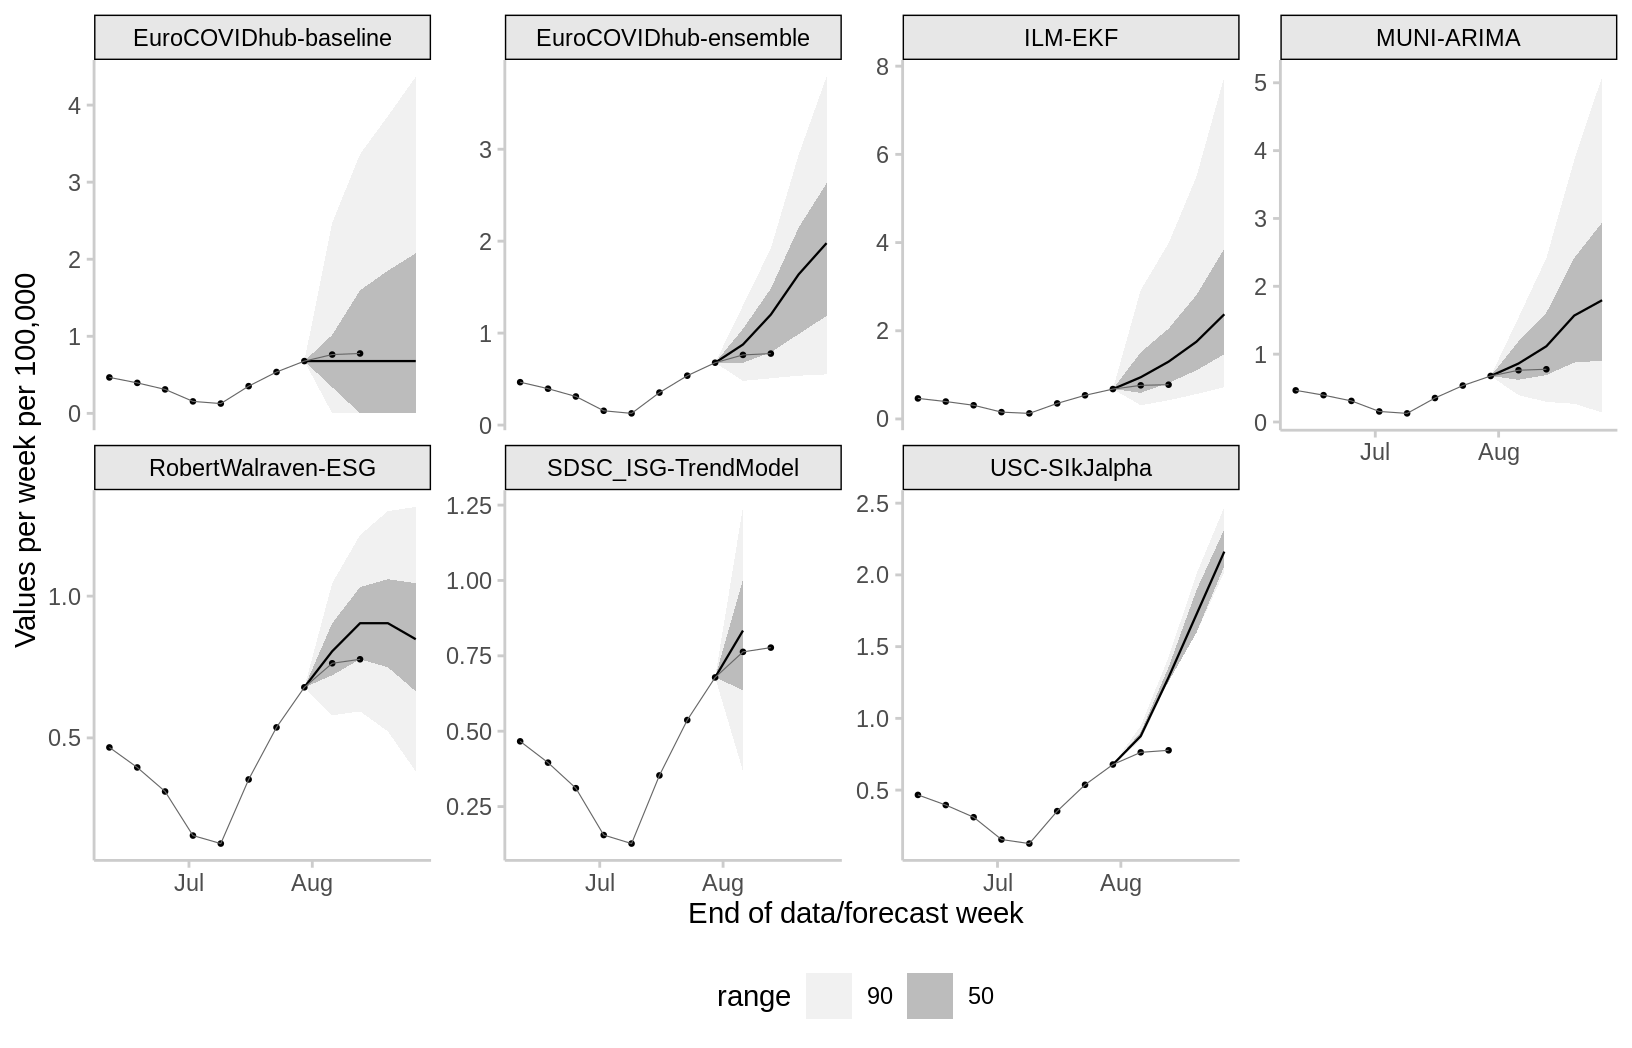 EuroCOVIDhub-baseline
EuroCOVIDhub-ensemble
ILM-EKF
MUNI-ARIMA
4
3
2
1
0
3
2
1
0
8
6
4
2
0
5
4
3
2
1
0
Jul
Aug
RobertWalraven-ESG
SDSC_ISG-TrendModel
USC-SIkJalpha
1.0
0.5
1.25
1.00
0.75
0.50
0.25
2.5
2.0
1.5
1.0
0.5
Jul
Aug
Jul
Aug
Jul
Aug
Values per week per 100,000
End of data/forecast week
range
90
50